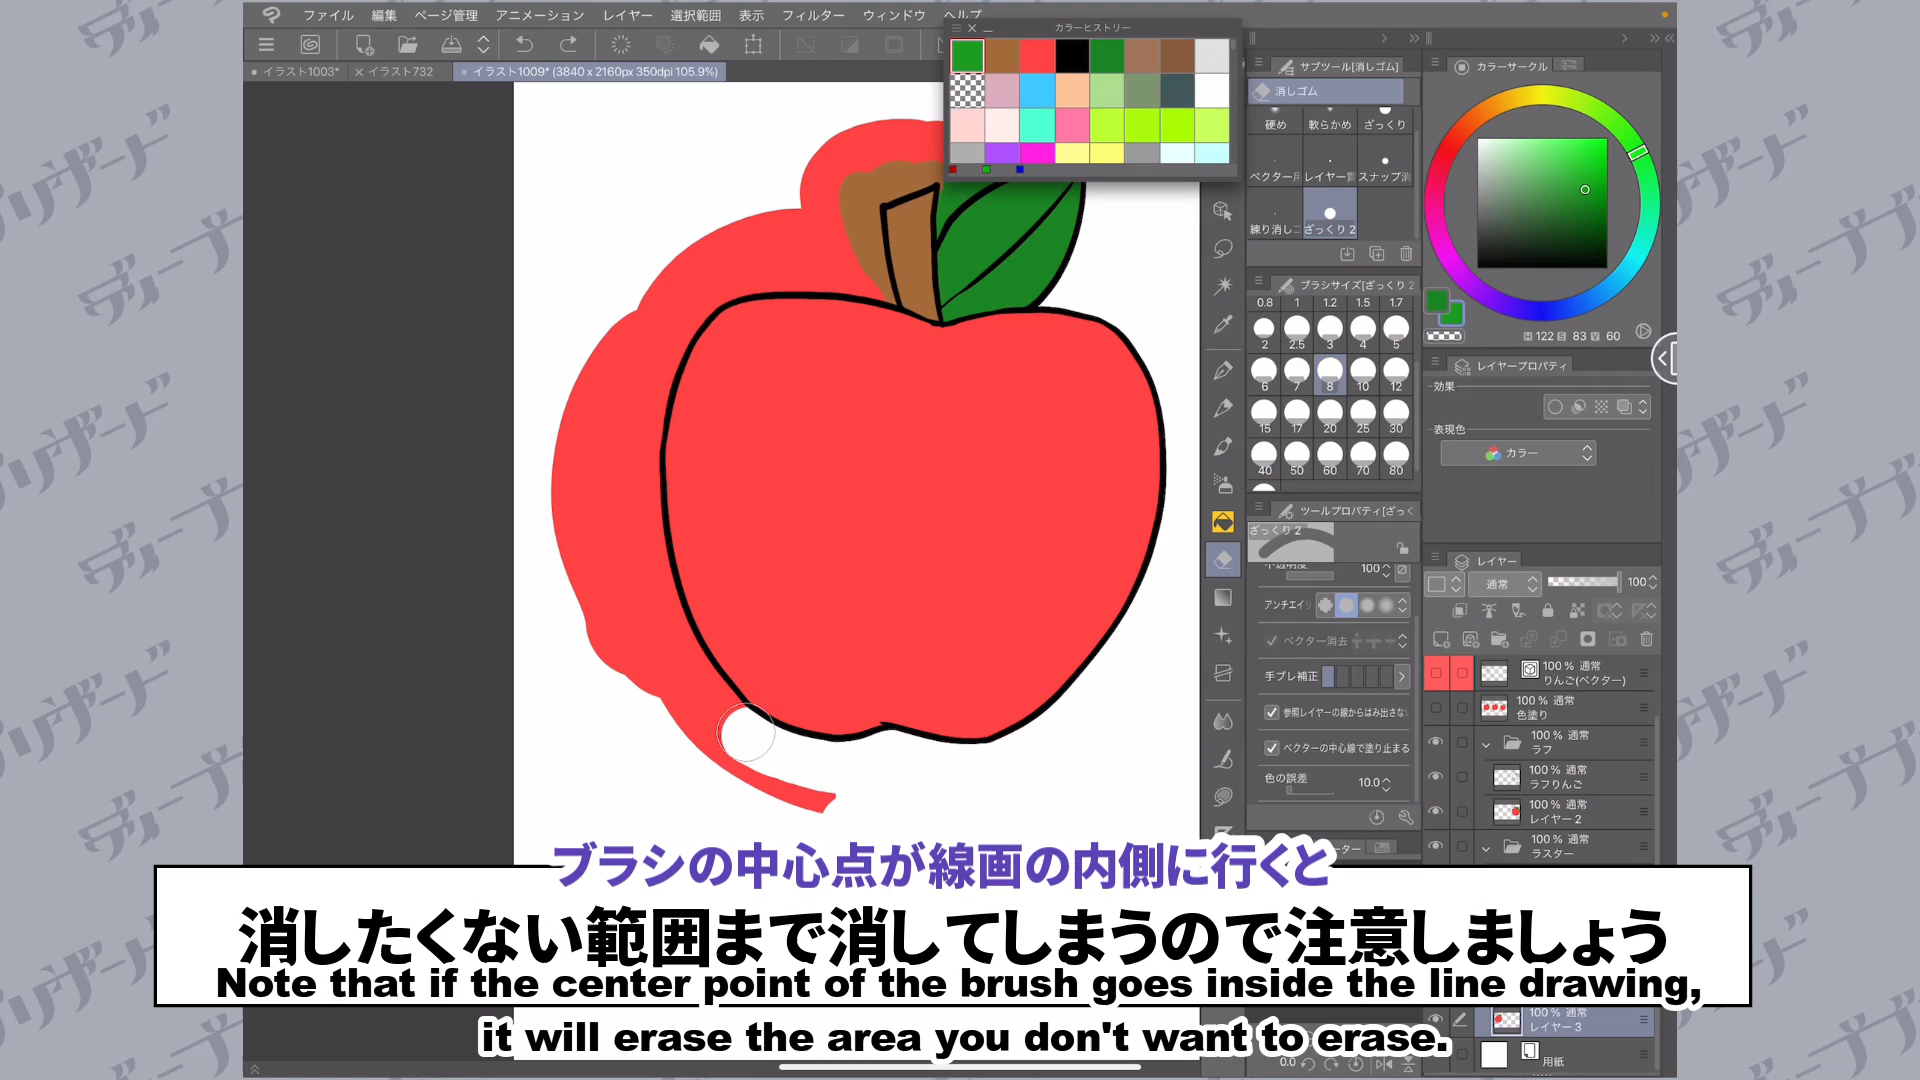 ファイル 編集 ページ管理 アニメーション レイヤー 選択範囲 表示 フィルター ウィンドウ ヘルプ
イラスト1003*
イラスト732
イラスト1009* (3840 x 2160px 350dpi 105.9%)
カラーヒストリー
サブツール[消しゴム]
消しゴム
硬め 軟らかめ ざっくり
ベクター用 レイヤー貫 スナップ消
練り消しゴ ざっくり 2
ブラシサイズ[ざっくり 2
0.8 1 1.2 1.5 1.7
2 2.5 3 4 5
6 7 8 10 12
15 17 20 25 30
40 50 60 70 80
ツールプロパティ[ざっく
ざっくり 2
不透明度 100
アンチエイリ
ベクター消去
手ブレ補正
参照レイヤーの線からはみ出さない
ベクターの中心線で塗り止まる
色の誤差 10.0
カラーサークル
H 122 S 83 V 60
レイヤープロパティ
効果
表現色
カラー
レイヤー
通常 100
100 % 通常
りんご(ベクター)
100 % 通常
色塗り
100 % 通常
ラフ
100 % 通常
ラフりんご
100 % 通常
レイヤー 2
100 % 通常
ラスター
100 % 通常
レイヤー 3
用紙
0.0
ブラシの中心点が線画の内側に行くと
消したくない範囲まで消してしまうので注意しましょう
Note that if the center point of the brush goes inside the line drawing,
it will erase the area you don't want to erase.